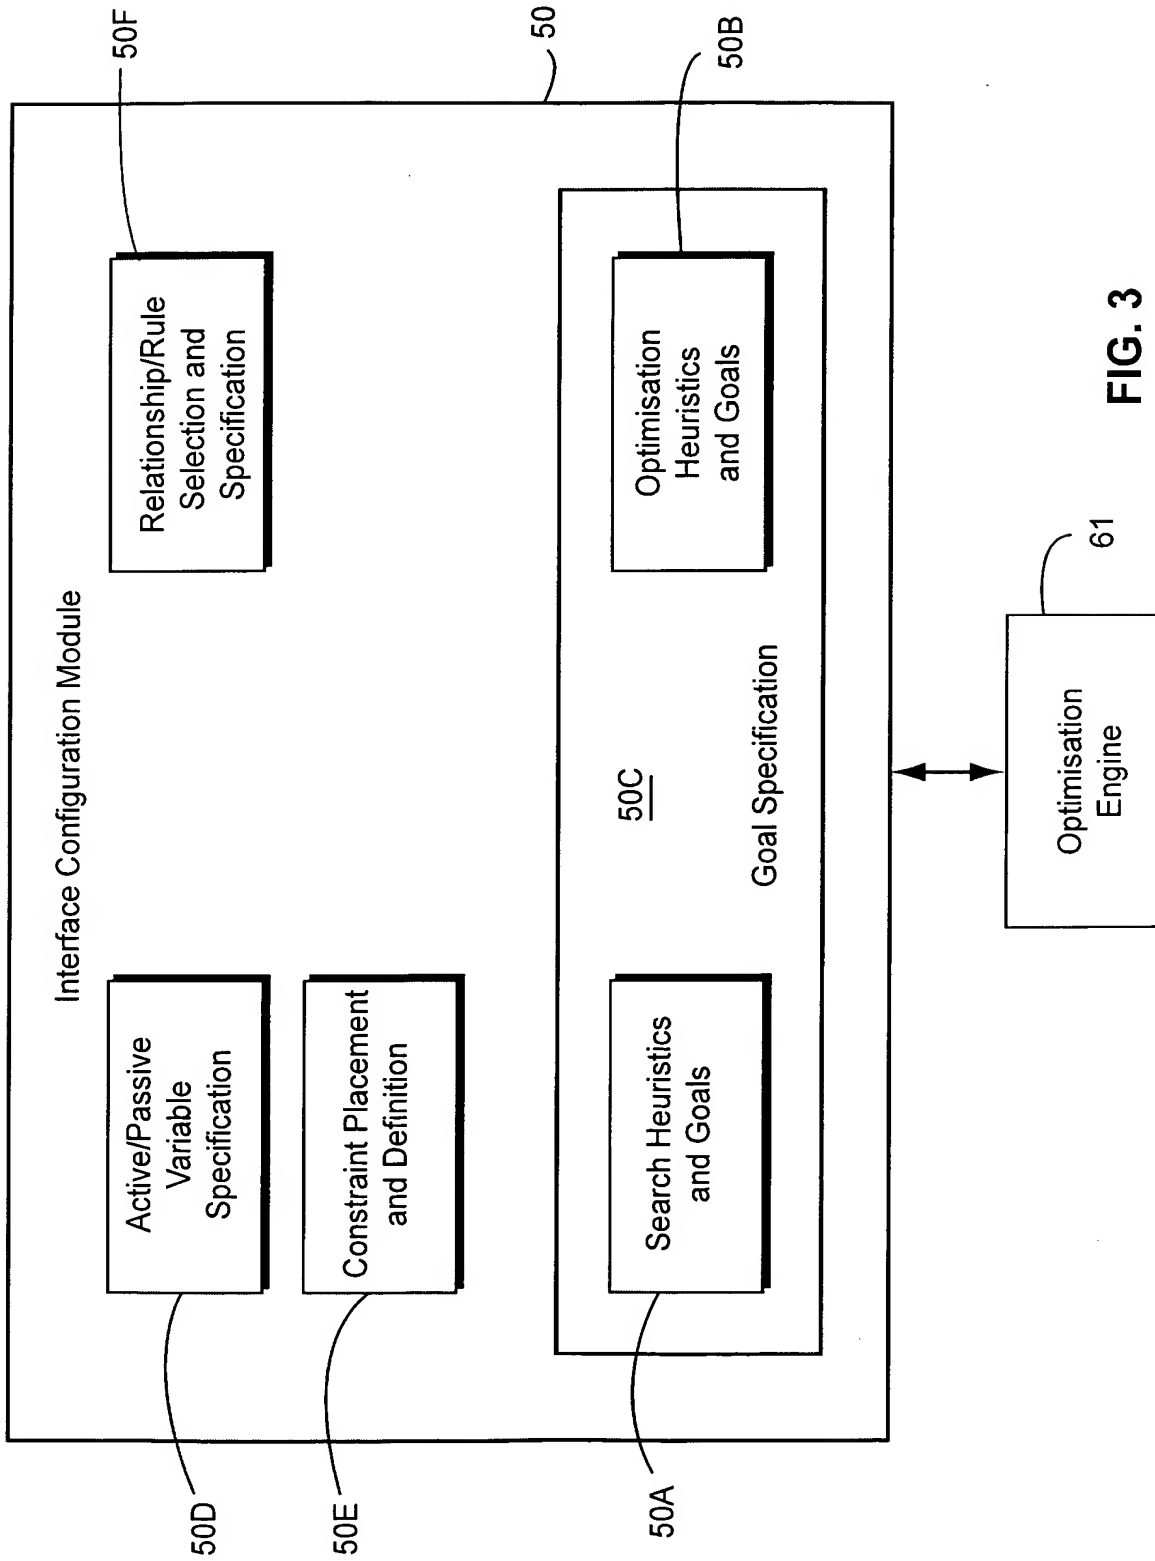 Interface Configuration Module
50F
50
50D
Active/Passive
Variable
Specification
Relationship/Rule
Selection and
Specification
50E
Constraint Placement
and Definition
50A
Search Heuristics
and Goals
50C
Goal Specification
Optimisation
Heuristics
and Goals
50B
Optimisation
Engine
61
FIG. 3